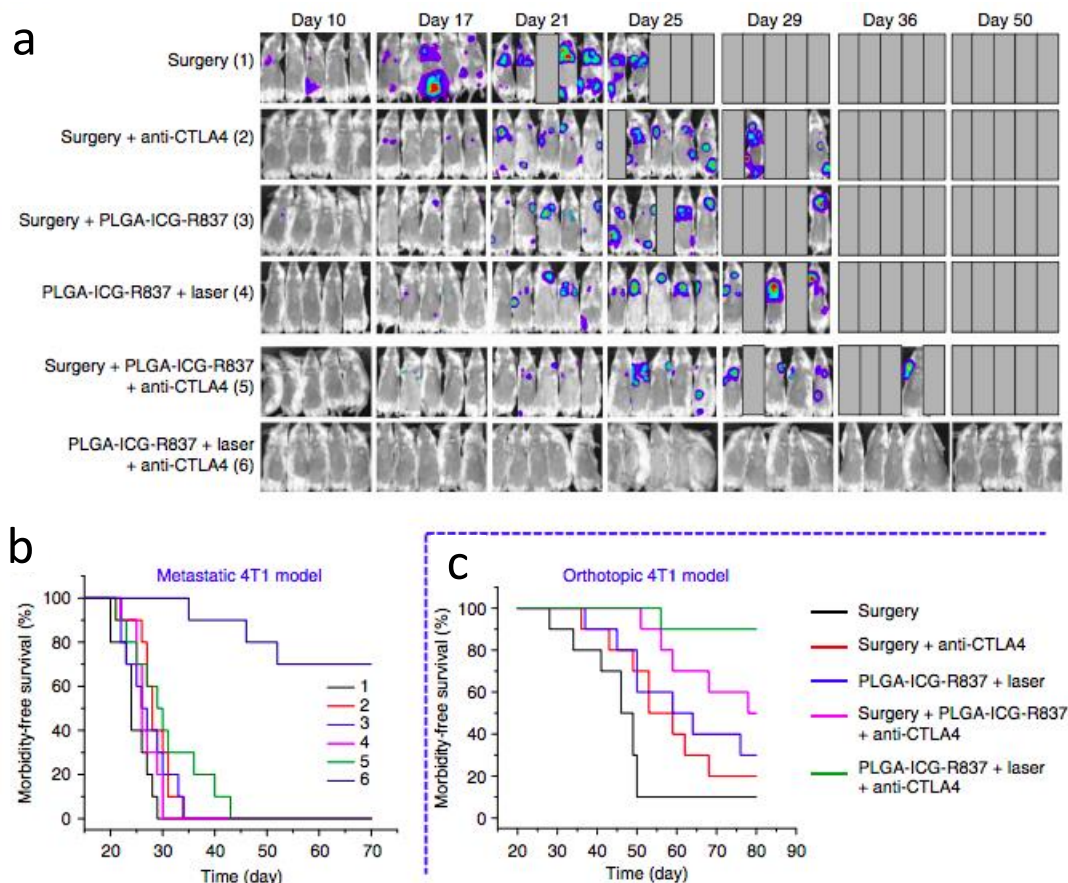 a
Day 10 Day 17 Day 21 Day 25 Day 29 Day 36 Day 50
Surgery (1)
Surgery + anti-CTLA4 (2)
Surgery + PLGA-ICG-R837 (3)
PLGA-ICG-R837 + laser (4)
Surgery + PLGA-ICG-R837
+ anti-CTLA4 (5)
PLGA-ICG-R837 + laser
+ anti-CTLA4 (6)
b
Metastatic 4T1 model
Morbidity-free survival (%)
100
80
60
40
20
0
1
2
3
4
5
6
20 30 40 50 60 70
Time (day)
c
Orthotopic 4T1 model
Morbidity-free survival (%)
100
80
60
40
20
0
20 30 40 50 60 70 80 90
Time (day)
Surgery
Surgery + anti-CTLA4
PLGA-ICG-R837 + laser
Surgery + PLGA-ICG-R837
+ anti-CTLA4
PLGA-ICG-R837 + laser
+ anti-CTLA4